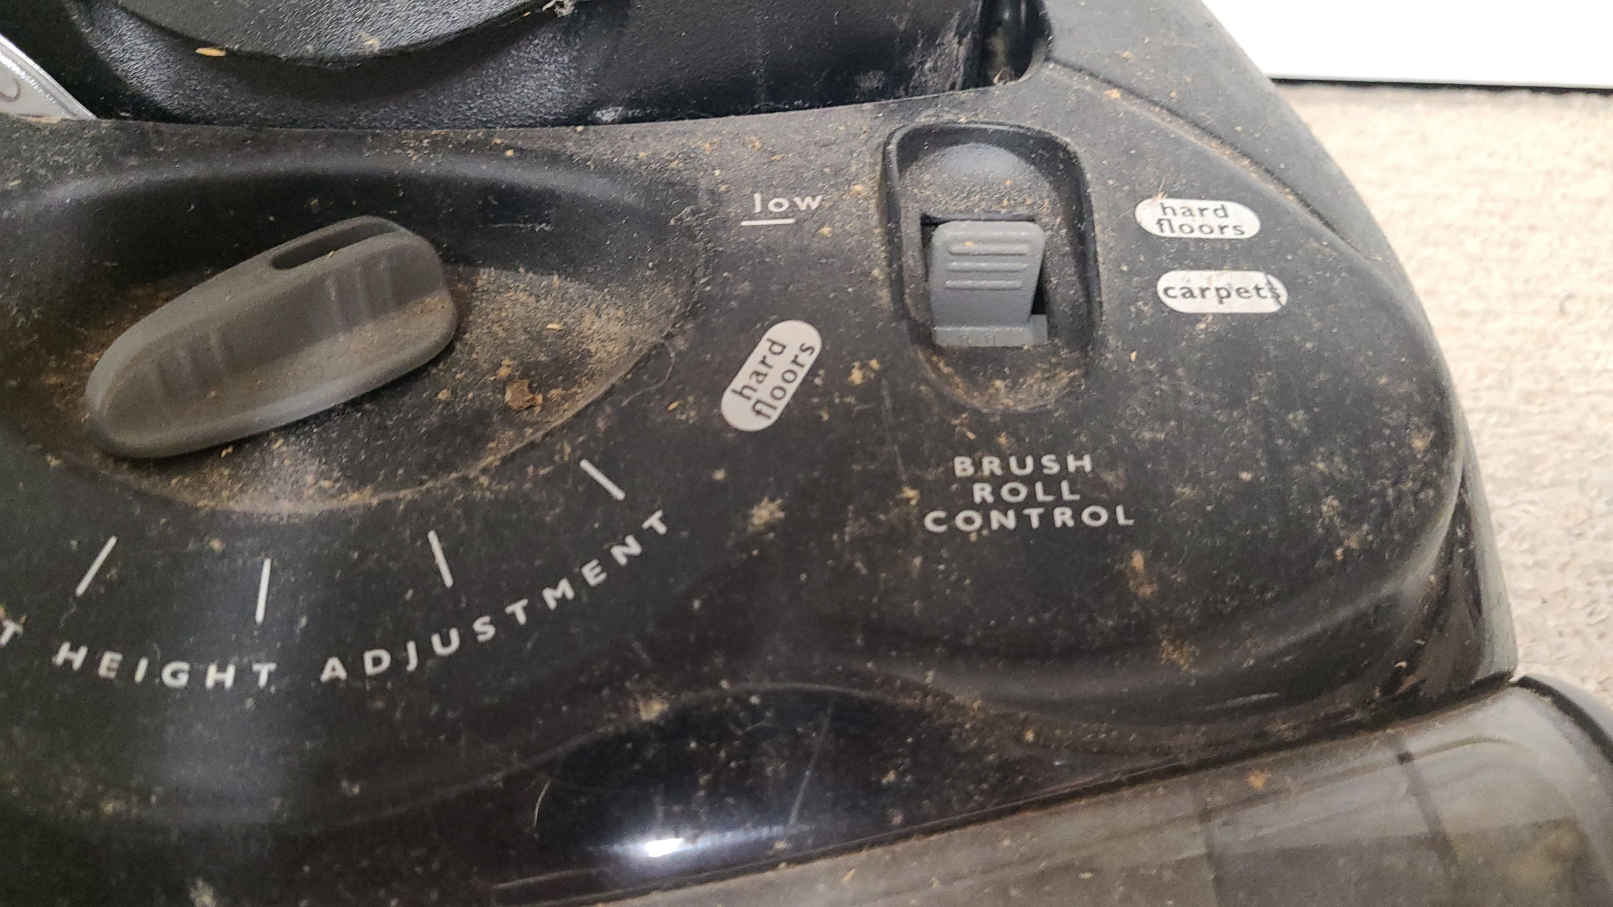 low
hard
floors
carpets
hard
floors
BRUSH
ROLL
CONTROL
T HEIGHT ADJUSTMENT